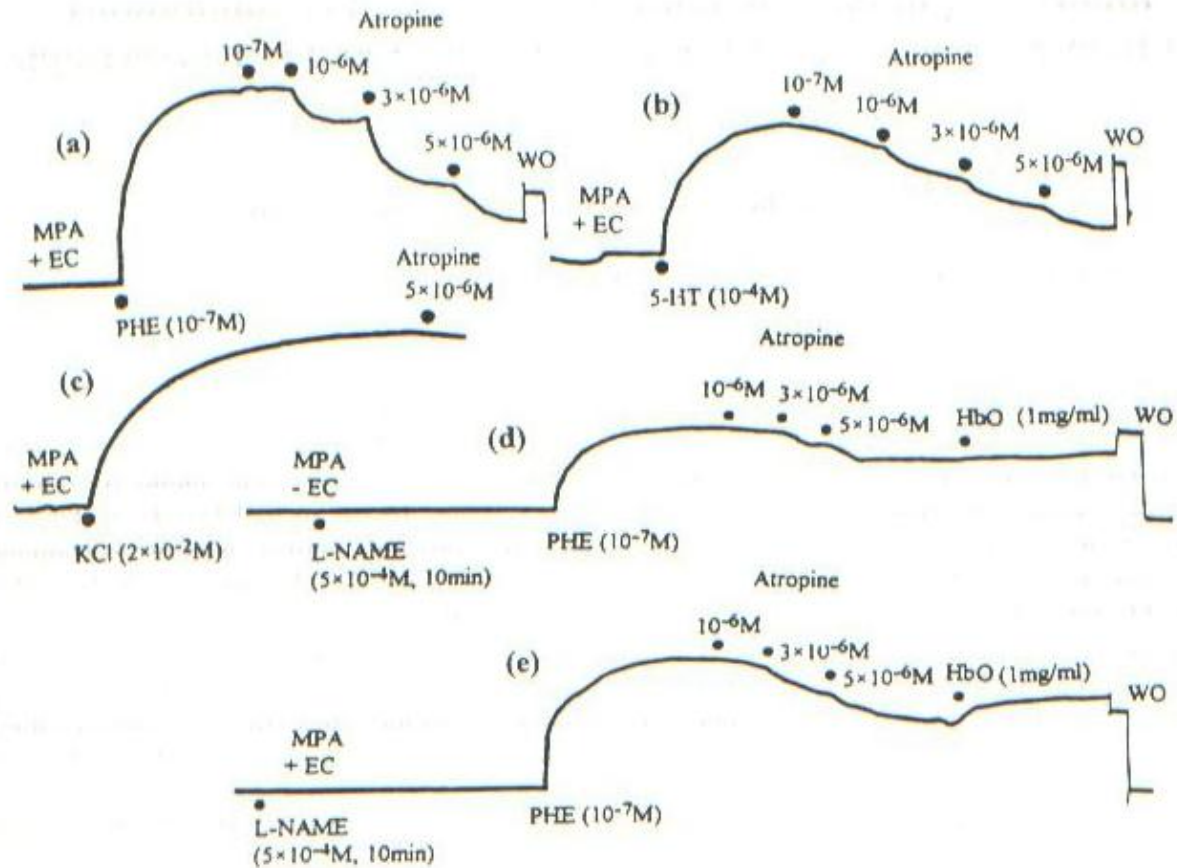 Atropine
10⁻⁷M
10⁻⁶M
3×10⁻⁶M
5×10⁻⁶M
WO
(a)
MPA
+ EC
PHE (10⁻⁷M)
Atropine
10⁻⁷M
10⁻⁶M
3×10⁻⁶M
5×10⁻⁶M
WO
(b)
MPA
+ EC
5-HT (10⁻⁴M)
Atropine
5×10⁻⁶M
(c)
MPA
+ EC
KCl (2×10⁻²M)
Atropine
10⁻⁶M
3×10⁻⁶M
5×10⁻⁶M
HbO (1mg/ml)
WO
(d)
MPA
- EC
L-NAME
(5×10⁻⁴M, 10min)
PHE (10⁻⁷M)
Atropine
10⁻⁶M
3×10⁻⁶M
5×10⁻⁶M
HbO (1mg/ml)
WO
(e)
MPA
+ EC
L-NAME
(5×10⁻⁴M, 10min)
PHE (10⁻⁷M)